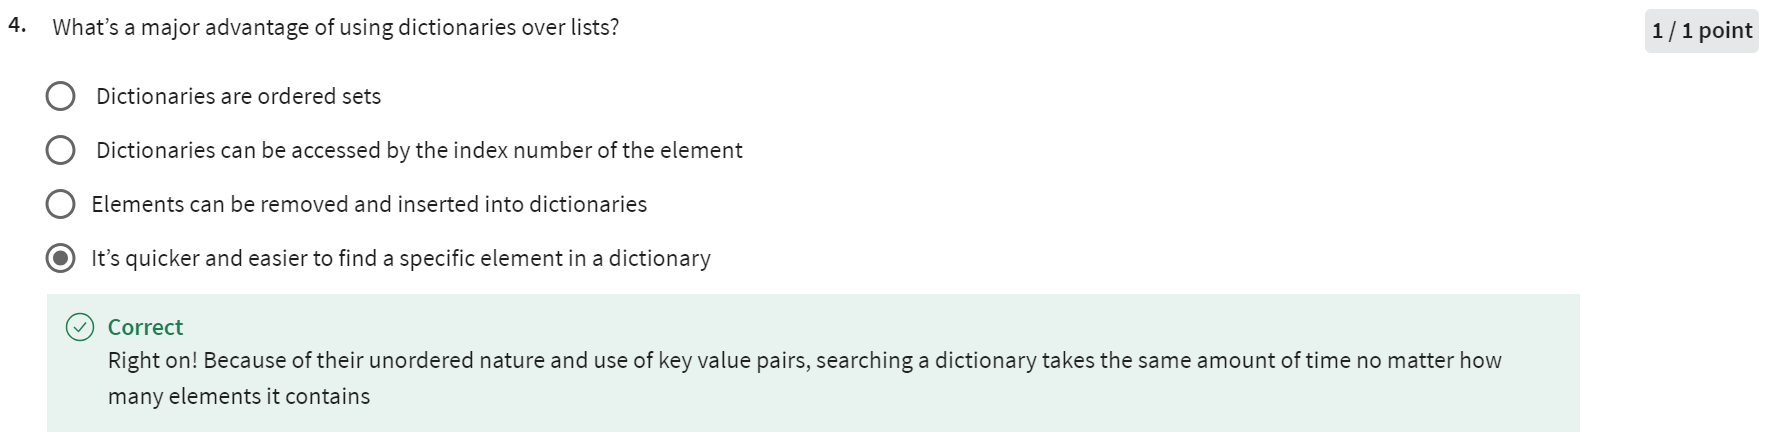 4. What's a major advantage of using dictionaries over lists?
1 / 1 point
Dictionaries are ordered sets
Dictionaries can be accessed by the index number of the element
Elements can be removed and inserted into dictionaries
It's quicker and easier to find a specific element in a dictionary
Correct
Right on! Because of their unordered nature and use of key value pairs, searching a dictionary takes the same amount of time no matter how
many elements it contains